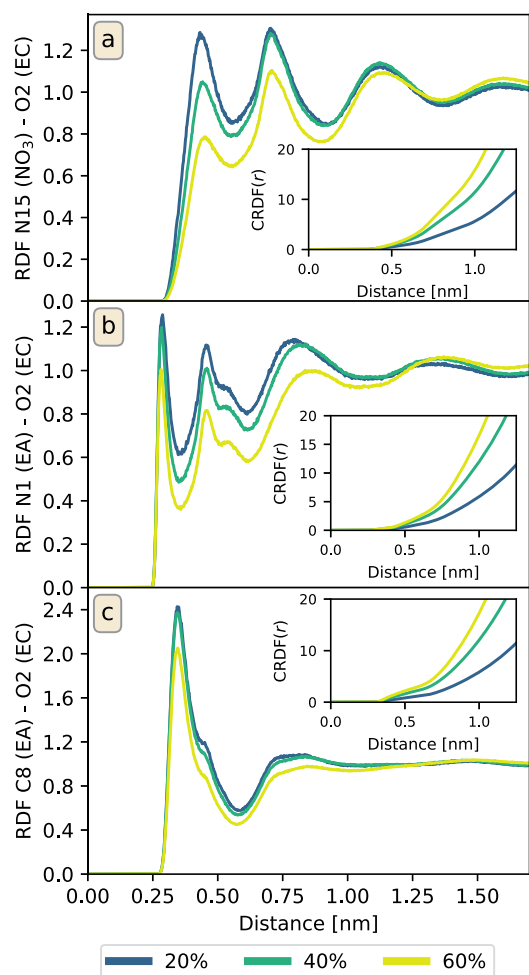 a
RDF N15 (NO3) - O2 (EC)
1.2
1.0
0.8
0.6
0.4
0.2
0.0
CRDF(r)
20
10
0
0.0 0.5 1.0
Distance [nm]
b
RDF N1 (EA) - O2 (EC)
1.2
1.0
0.8
0.6
0.4
0.2
0.0
CRDF(r)
20
15
10
5
0
0.0 0.5 1.0
Distance [nm]
c
RDF C8 (EA) - O2 (EC)
2.4
2.0
1.6
1.2
0.8
0.4
0.0
CRDF(r)
20
10
0
0.0 0.5 1.0
Distance [nm]
0.00 0.25 0.50 0.75 1.00 1.25 1.50
Distance [nm]
20% 40% 60%